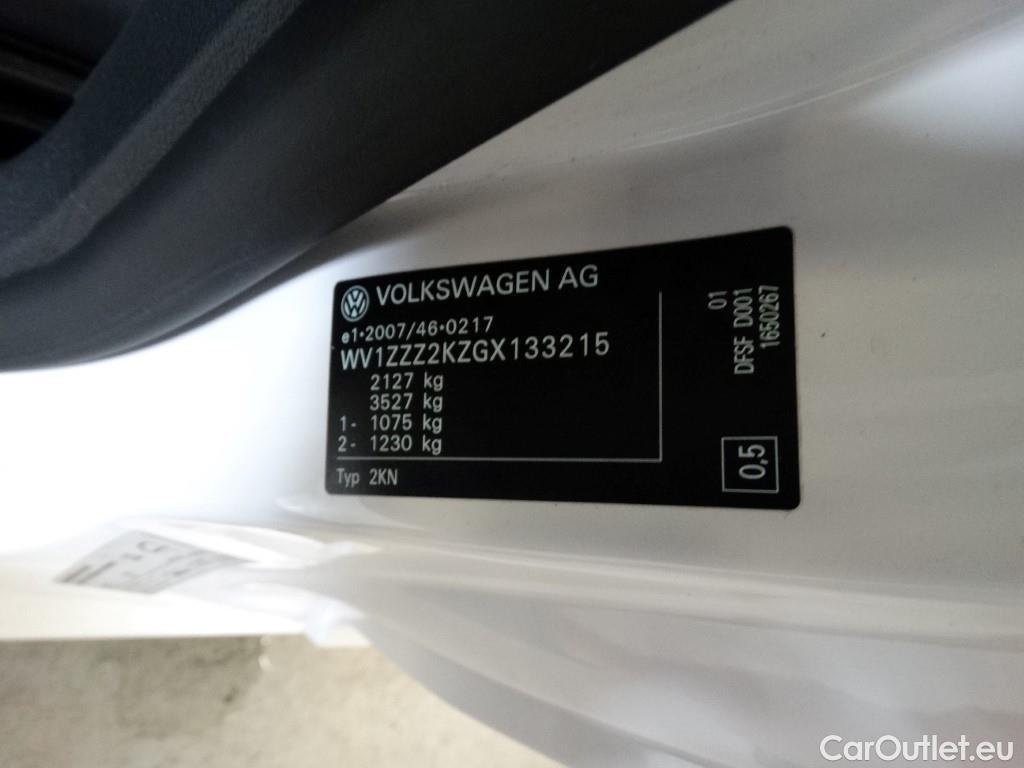 VOLKSWAGEN AG
e1•2007/46•0217
WV1ZZZ2KZGX133215
2127 kg
3527 kg
1- 1075 kg
2- 1230 kg
Typ 2KN
01
DFSF D001
1650267
0,5
CarOutlet.eu